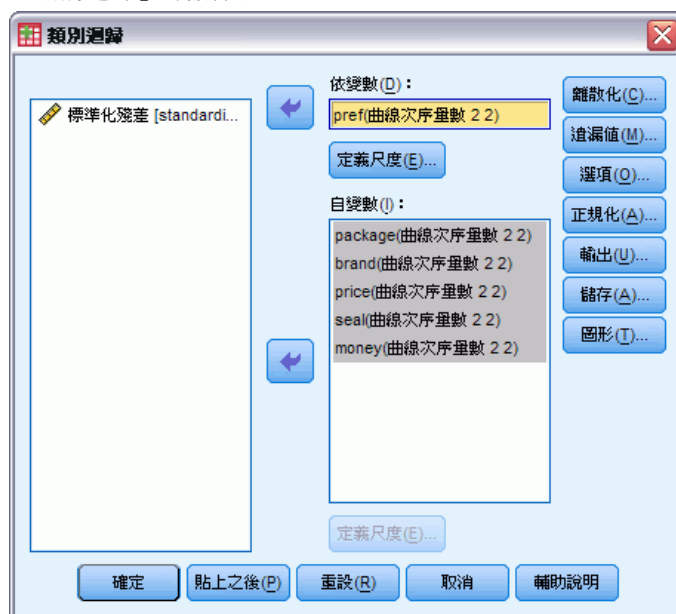 類別迴歸
標準化殘差 [standardi...
依變數(D)：
pref(曲線次序量數 2 2)
定義尺度(E)...
自變數(I)：
package(曲線次序量數 2 2)
brand(曲線次序量數 2 2)
price(曲線次序量數 2 2)
seal(曲線次序量數 2 2)
money(曲線次序量數 2 2)
定義尺度(E)...
離散化(C)...
遺漏值(M)...
選項(O)...
正規化(A)...
輸出(U)...
儲存(A)...
圖形(T)...
確定
貼上之後(P)
重設(R)
取消
輔助說明